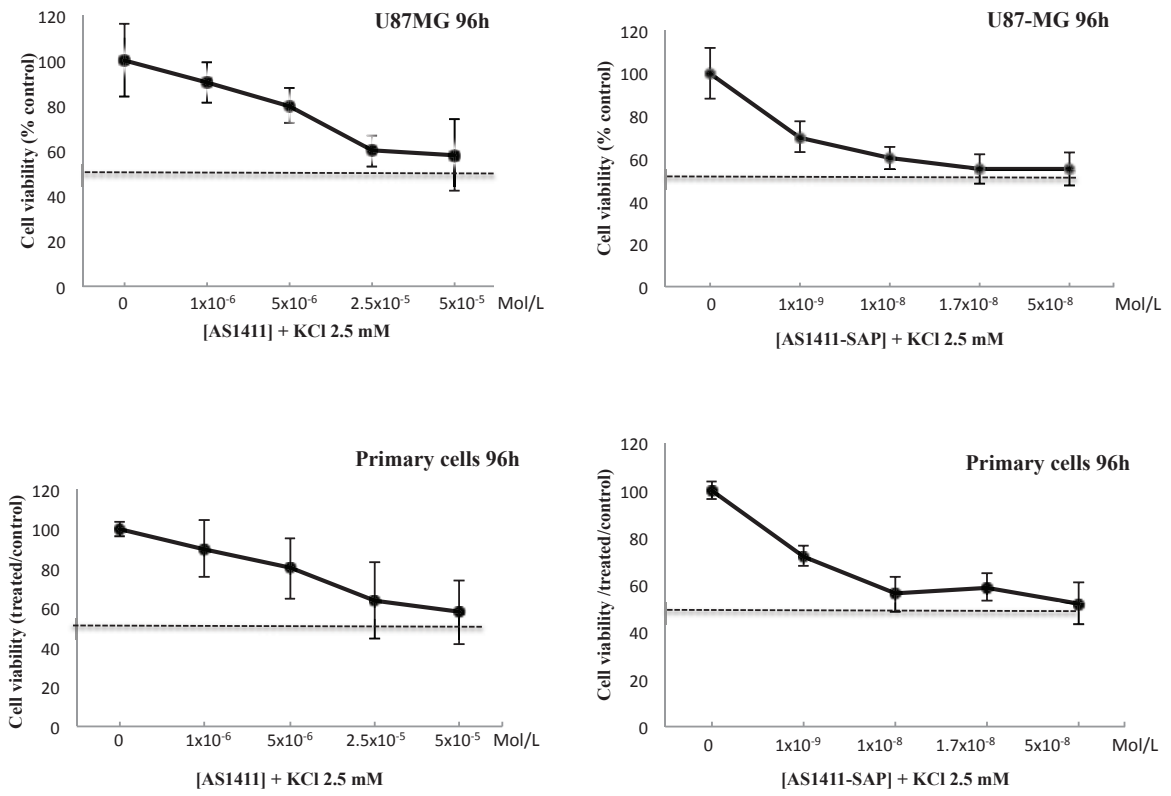 U87MG 96h
Cell viability (% control)
120
100
80
60
40
20
0
0 1x10⁻⁶ 5x10⁻⁶ 2.5x10⁻⁵ 5x10⁻⁵ Mol/L
[AS1411] + KCl 2.5 mM
U87-MG 96h
Cell viability (% control)
120
100
80
60
40
20
0
0 1x10⁻⁹ 1x10⁻⁸ 1.7x10⁻⁸ 5x10⁻⁸ Mol/L
[AS1411-SAP] + KCl 2.5 mM
Primary cells 96h
Cell viability (treated/control)
120
100
80
60
40
20
0
0 1x10⁻⁶ 5x10⁻⁶ 2.5x10⁻⁵ 5x10⁻⁵ Mol/L
[AS1411] + KCl 2.5 mM
Primary cells 96h
Cell viability /treated/control)
120
100
80
60
40
20
0
0 1x10⁻⁹ 1x10⁻⁸ 1.7x10⁻⁸ 5x10⁻⁸ Mol/L
[AS1411-SAP] + KCl 2.5 mM